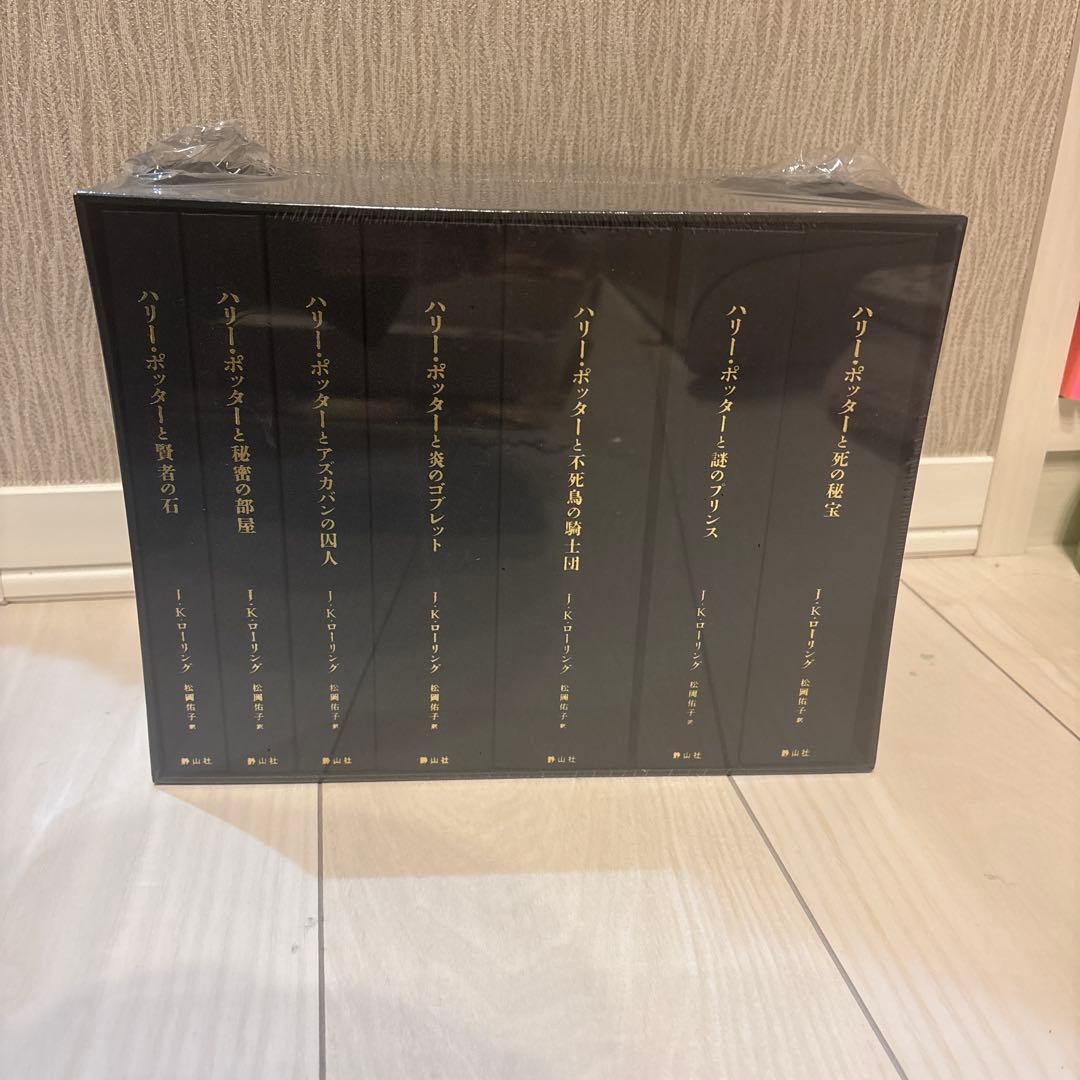 ハリー・ポッターと賢者の石
J・K・ローリング
松岡佑子 訳
静山社
ハリー・ポッターと秘密の部屋
J・K・ローリング
松岡佑子 訳
静山社
ハリー・ポッターとアズカバンの囚人
J・K・ローリング
松岡佑子 訳
静山社
ハリー・ポッターと炎のゴブレット
J・K・ローリング
松岡佑子 訳
静山社
ハリー・ポッターと不死鳥の騎士団
J・K・ローリング
松岡佑子 訳
静山社
ハリー・ポッターと謎のプリンス
J・K・ローリング
松岡佑子 訳
静山社
ハリー・ポッターと死の秘宝
J・K・ローリング
松岡佑子 訳
静山社